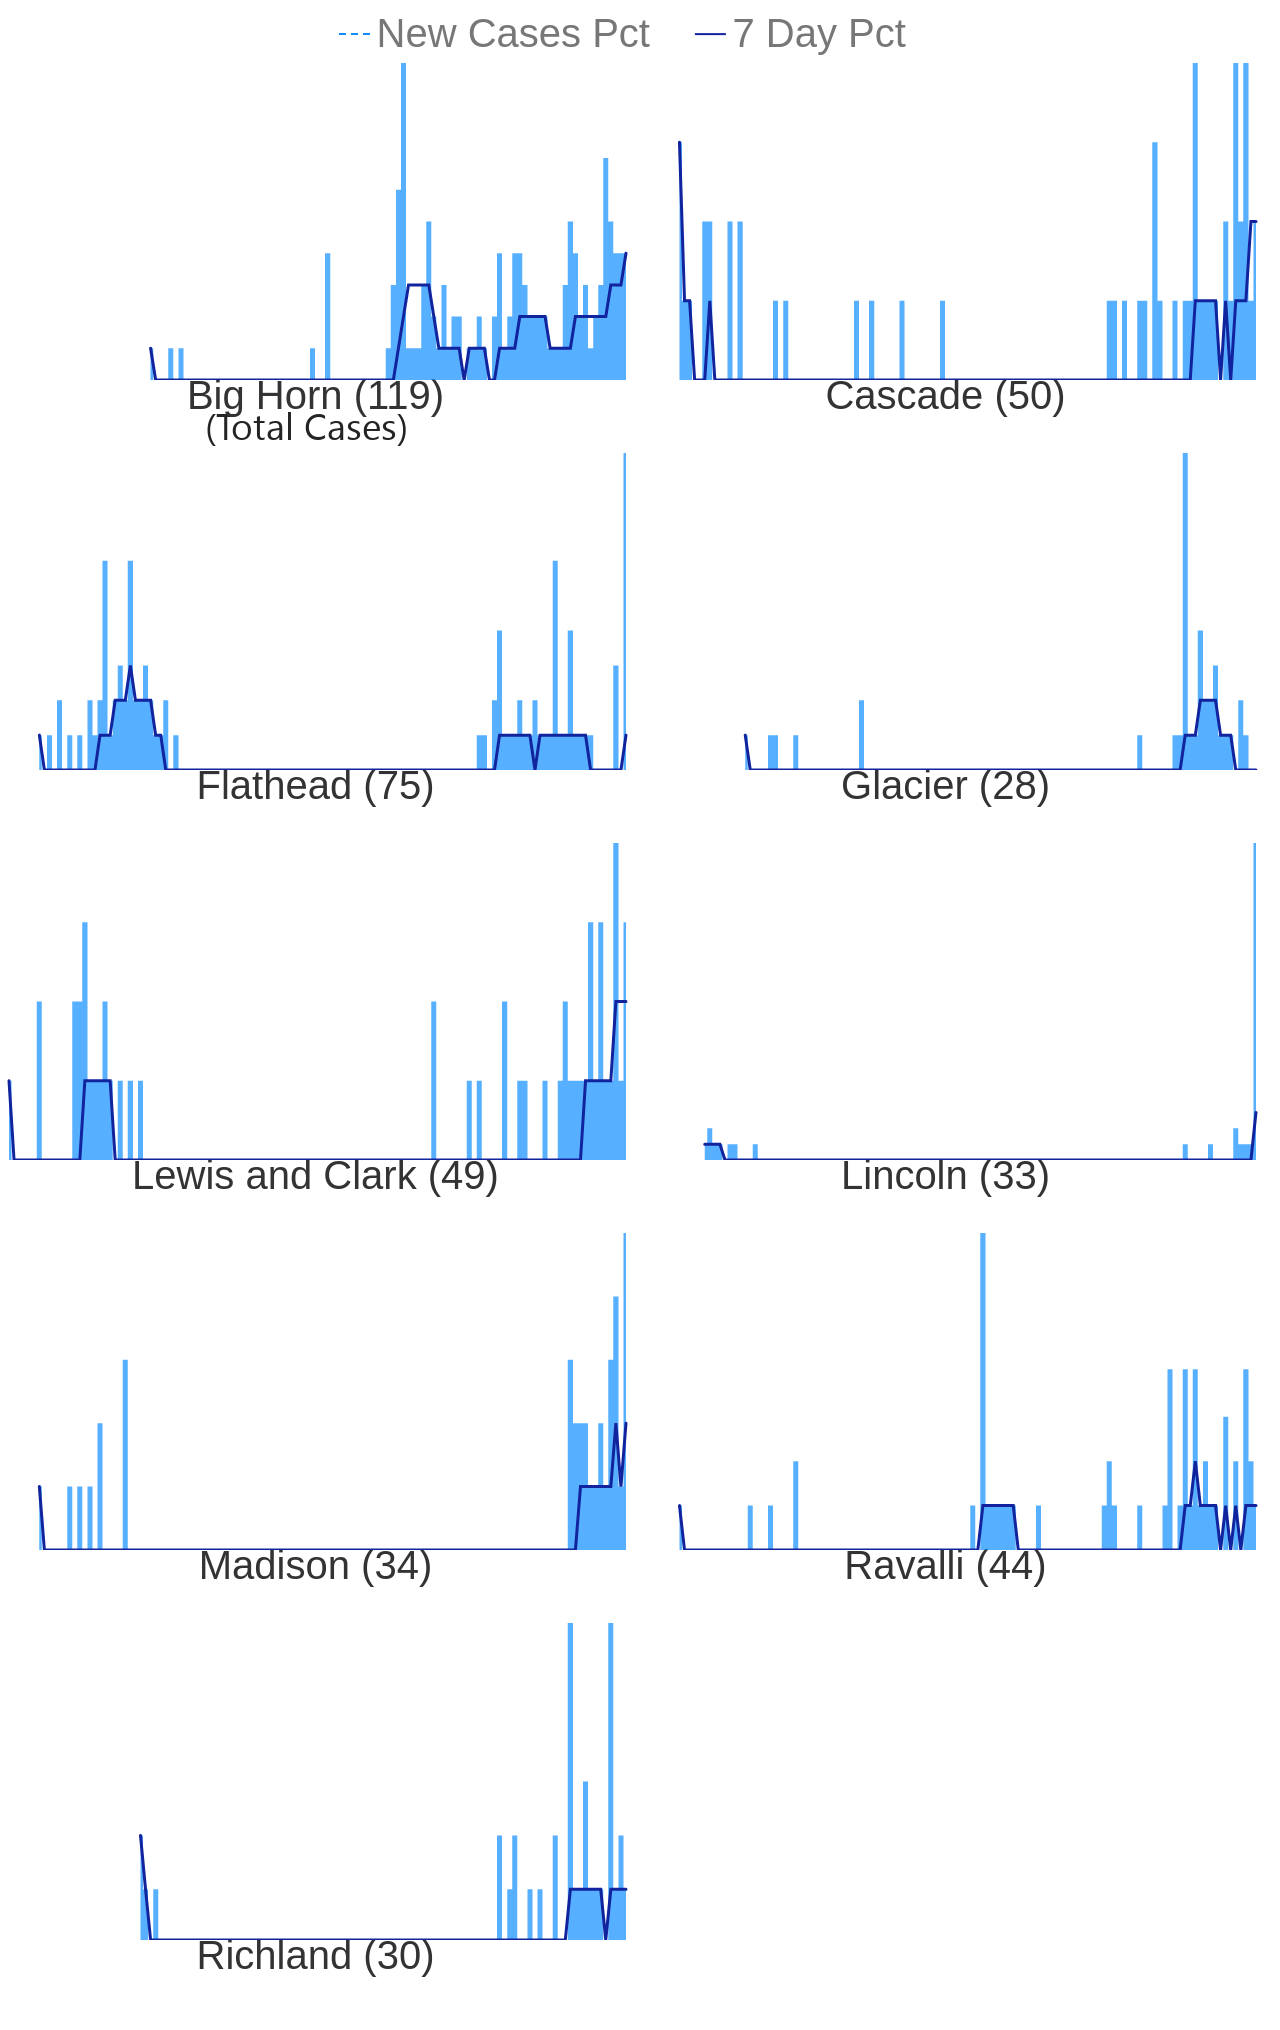 New Cases Pct 7 Day Pct
Big Horn (119) Cascade (50)
(Total Cases)
Flathead (75) Glacier (28)
Lewis and Clark (49) Lincoln (33)
Madison (34) Ravalli (44)
Richland (30)